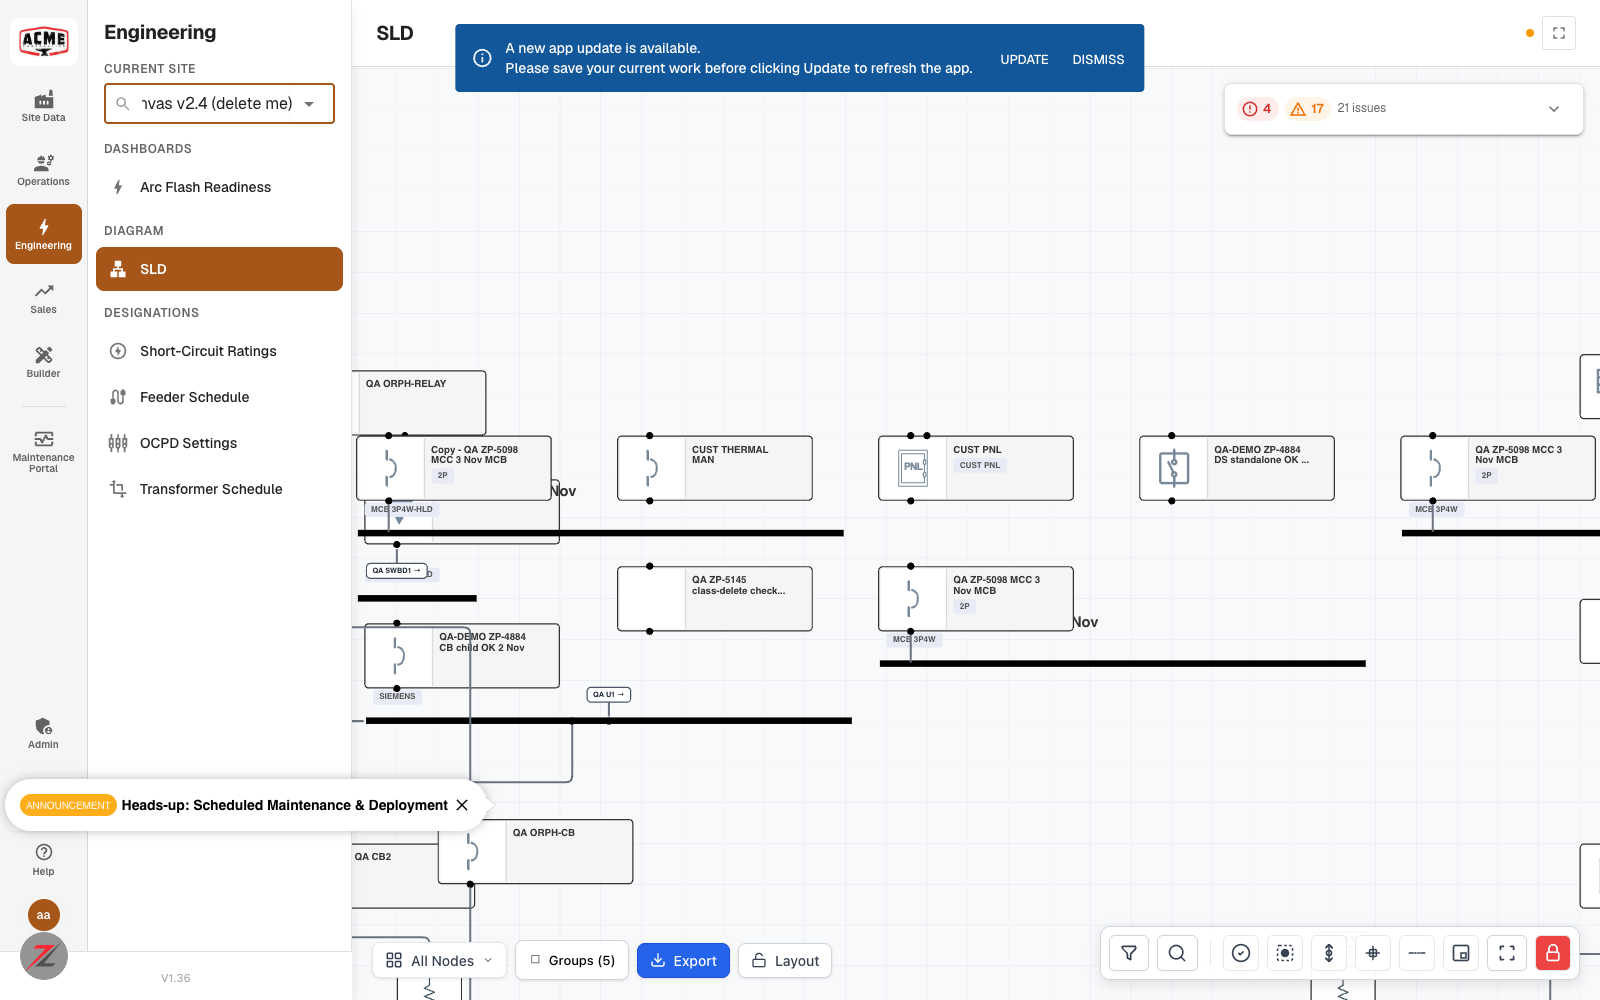 ACME
Site Data
Operations
Engineering
Sales
Builder
Maintenance
Portal
Admin
Help
aa
Engineering
CURRENT SITE
nvas v2.4 (delete me)
DASHBOARDS
Arc Flash Readiness
DIAGRAM
SLD
DESIGNATIONS
Short-Circuit Ratings
Feeder Schedule
OCPD Settings
Transformer Schedule
V1.36
ANNOUNCEMENT Heads-up: Scheduled Maintenance & Deployment
SLD
A new app update is available.
Please save your current work before clicking Update to refresh the app.
UPDATE
DISMISS
4
17
21 issues
QA ORPH-RELAY
Copy - QA ZP-5098
MCC 3 Nov MCB
2P
MCB 3P4W-HLD
Nov
CUST THERMAL
MAN
PNL
CUST PNL
CUST PNL
QA-DEMO ZP-4884
DS standalone OK ...
QA ZP-5098 MCC 3
Nov MCB
2P
MCB 3P4W
QA SWBD1 →
D
QA ZP-5145
class-delete check...
QA ZP-5098 MCC 3
Nov MCB
2P
MCB 3P4W
Nov
QA-DEMO ZP-4884
CB child OK 2 Nov
SIEMENS
QA U1 →
QA ORPH-CB
QA CB2
All Nodes
Groups (5)
Export
Layout